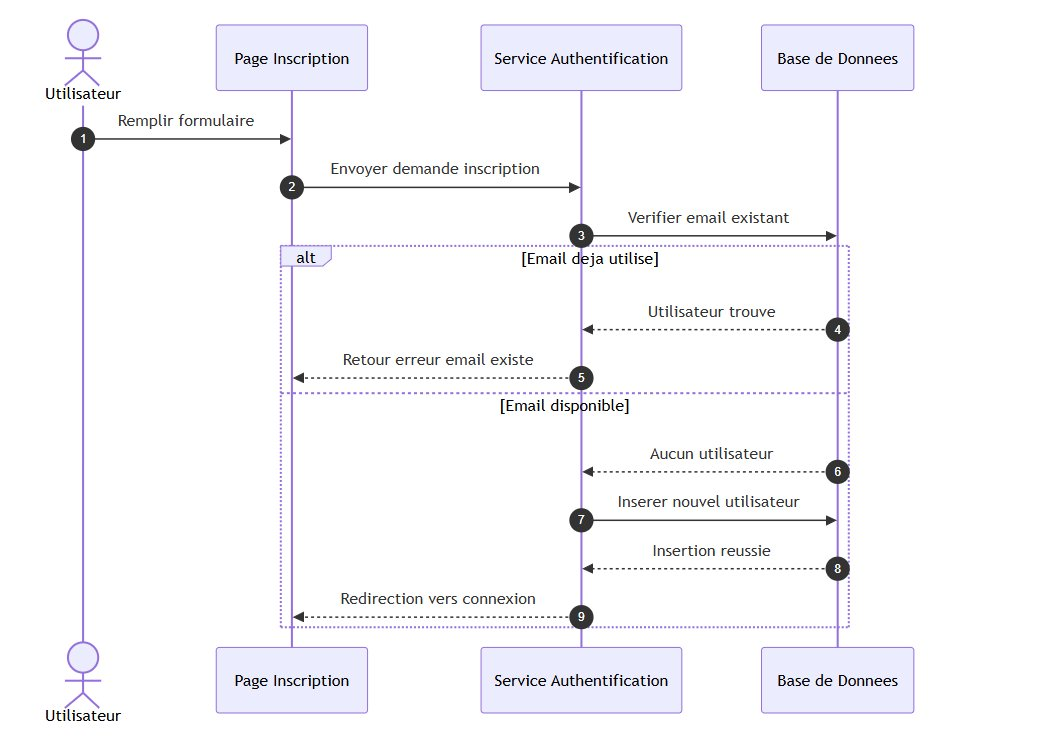 Utilisateur
Page Inscription
Service Authentification
Base de Donnees
Remplir formulaire
1
Envoyer demande inscription
2
Verifier email existant
3
alt
[Email deja utilise]
Utilisateur trouve
4
Retour erreur email existe
5
[Email disponible]
Aucun utilisateur
6
Inserer nouvel utilisateur
7
Insertion reussie
8
Redirection vers connexion
9
Utilisateur
Page Inscription
Service Authentification
Base de Donnees